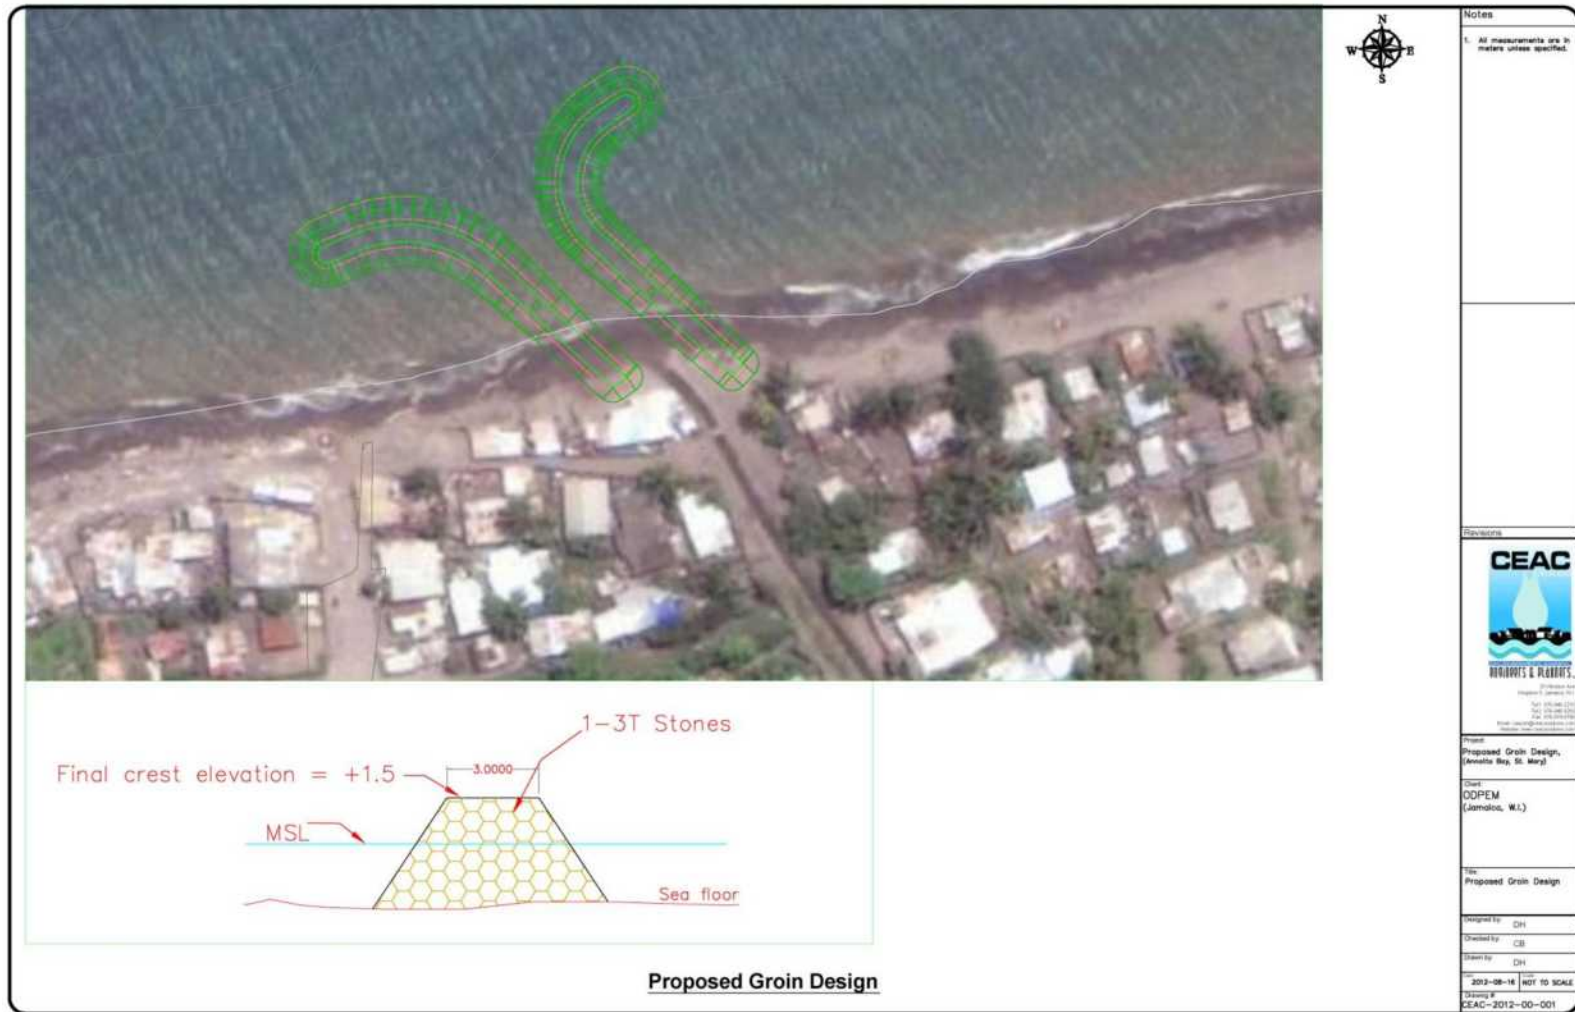 N
W E
S
Notes
1. All measurements are in
meters unless specified.
Revisions
CEAC
Project
Proposed Groin Design,
(Annotto Bay, St. Mary)
Client
ODPEM
(Jamaica, W.I.)
Title
Proposed Groin Design
Designed by DH
Checked by CB
Drawn by DH
2012-08-16 NOT TO SCALE
Drawing #
CEAC-2012-00-001
1-3T Stones
Final crest elevation = +1.5
3.0000
MSL
Sea floor
Proposed Groin Design